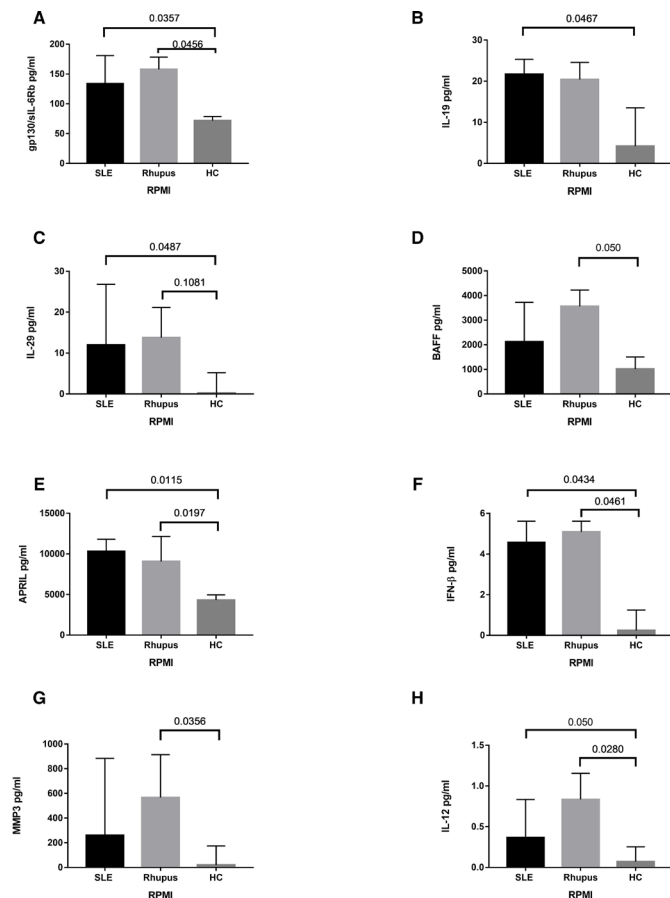 A
0.0357
0.0456
gp130/sIL-6Rb pg/ml
200
150
100
50
0
SLE Rhupus HC
RPMI
B
0.0467
IL-19 pg/ml
30
20
10
0
SLE Rhupus HC
RPMI
C
0.0487
0.1081
IL-29 pg/ml
30
20
10
0
SLE Rhupus HC
RPMI
D
0.050
BAFF pg/ml
5000
4000
3000
2000
1000
0
SLE Rhupus HC
RPMI
E
0.0115
0.0197
APRIL pg/ml
15000
10000
5000
0
SLE Rhupus HC
RPMI
F
0.0434
0.0461
IFN-β pg/ml
6
4
2
0
SLE Rhupus HC
RPMI
G
0.0356
MMP3 pg/ml
1000
800
600
400
200
0
SLE Rhupus HC
RPMI
H
0.050
0.0280
IL-12 pg/ml
1.5
1.0
0.5
0.0
SLE Rhupus HC
RPMI